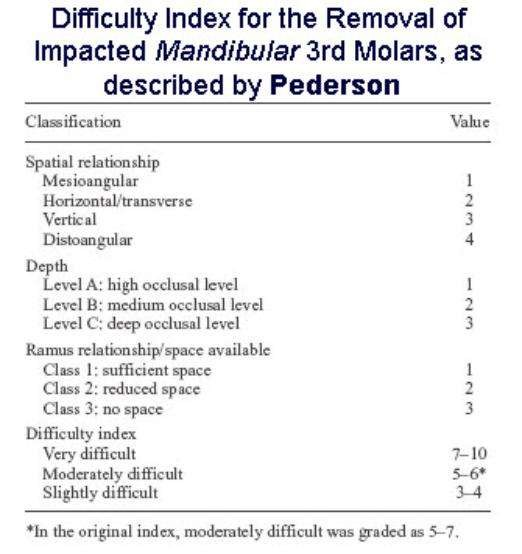 Difficulty Index for the Removal of
Impacted Mandibular 3rd Molars, as
described by Pederson
Classification Value
Spatial relationship
Mesioangular 1
Horizontal/transverse 2
Vertical 3
Distoangular 4
Depth
Level A: high occlusal level 1
Level B: medium occlusal level 2
Level C: deep occlusal level 3
Ramus relationship/space available
Class 1: sufficient space 1
Class 2: reduced space 2
Class 3: no space 3
Difficulty index
Very difficult 7–10
Moderately difficult 5–6*
Slightly difficult 3–4
*In the original index, moderately difficult was graded as 5–7.